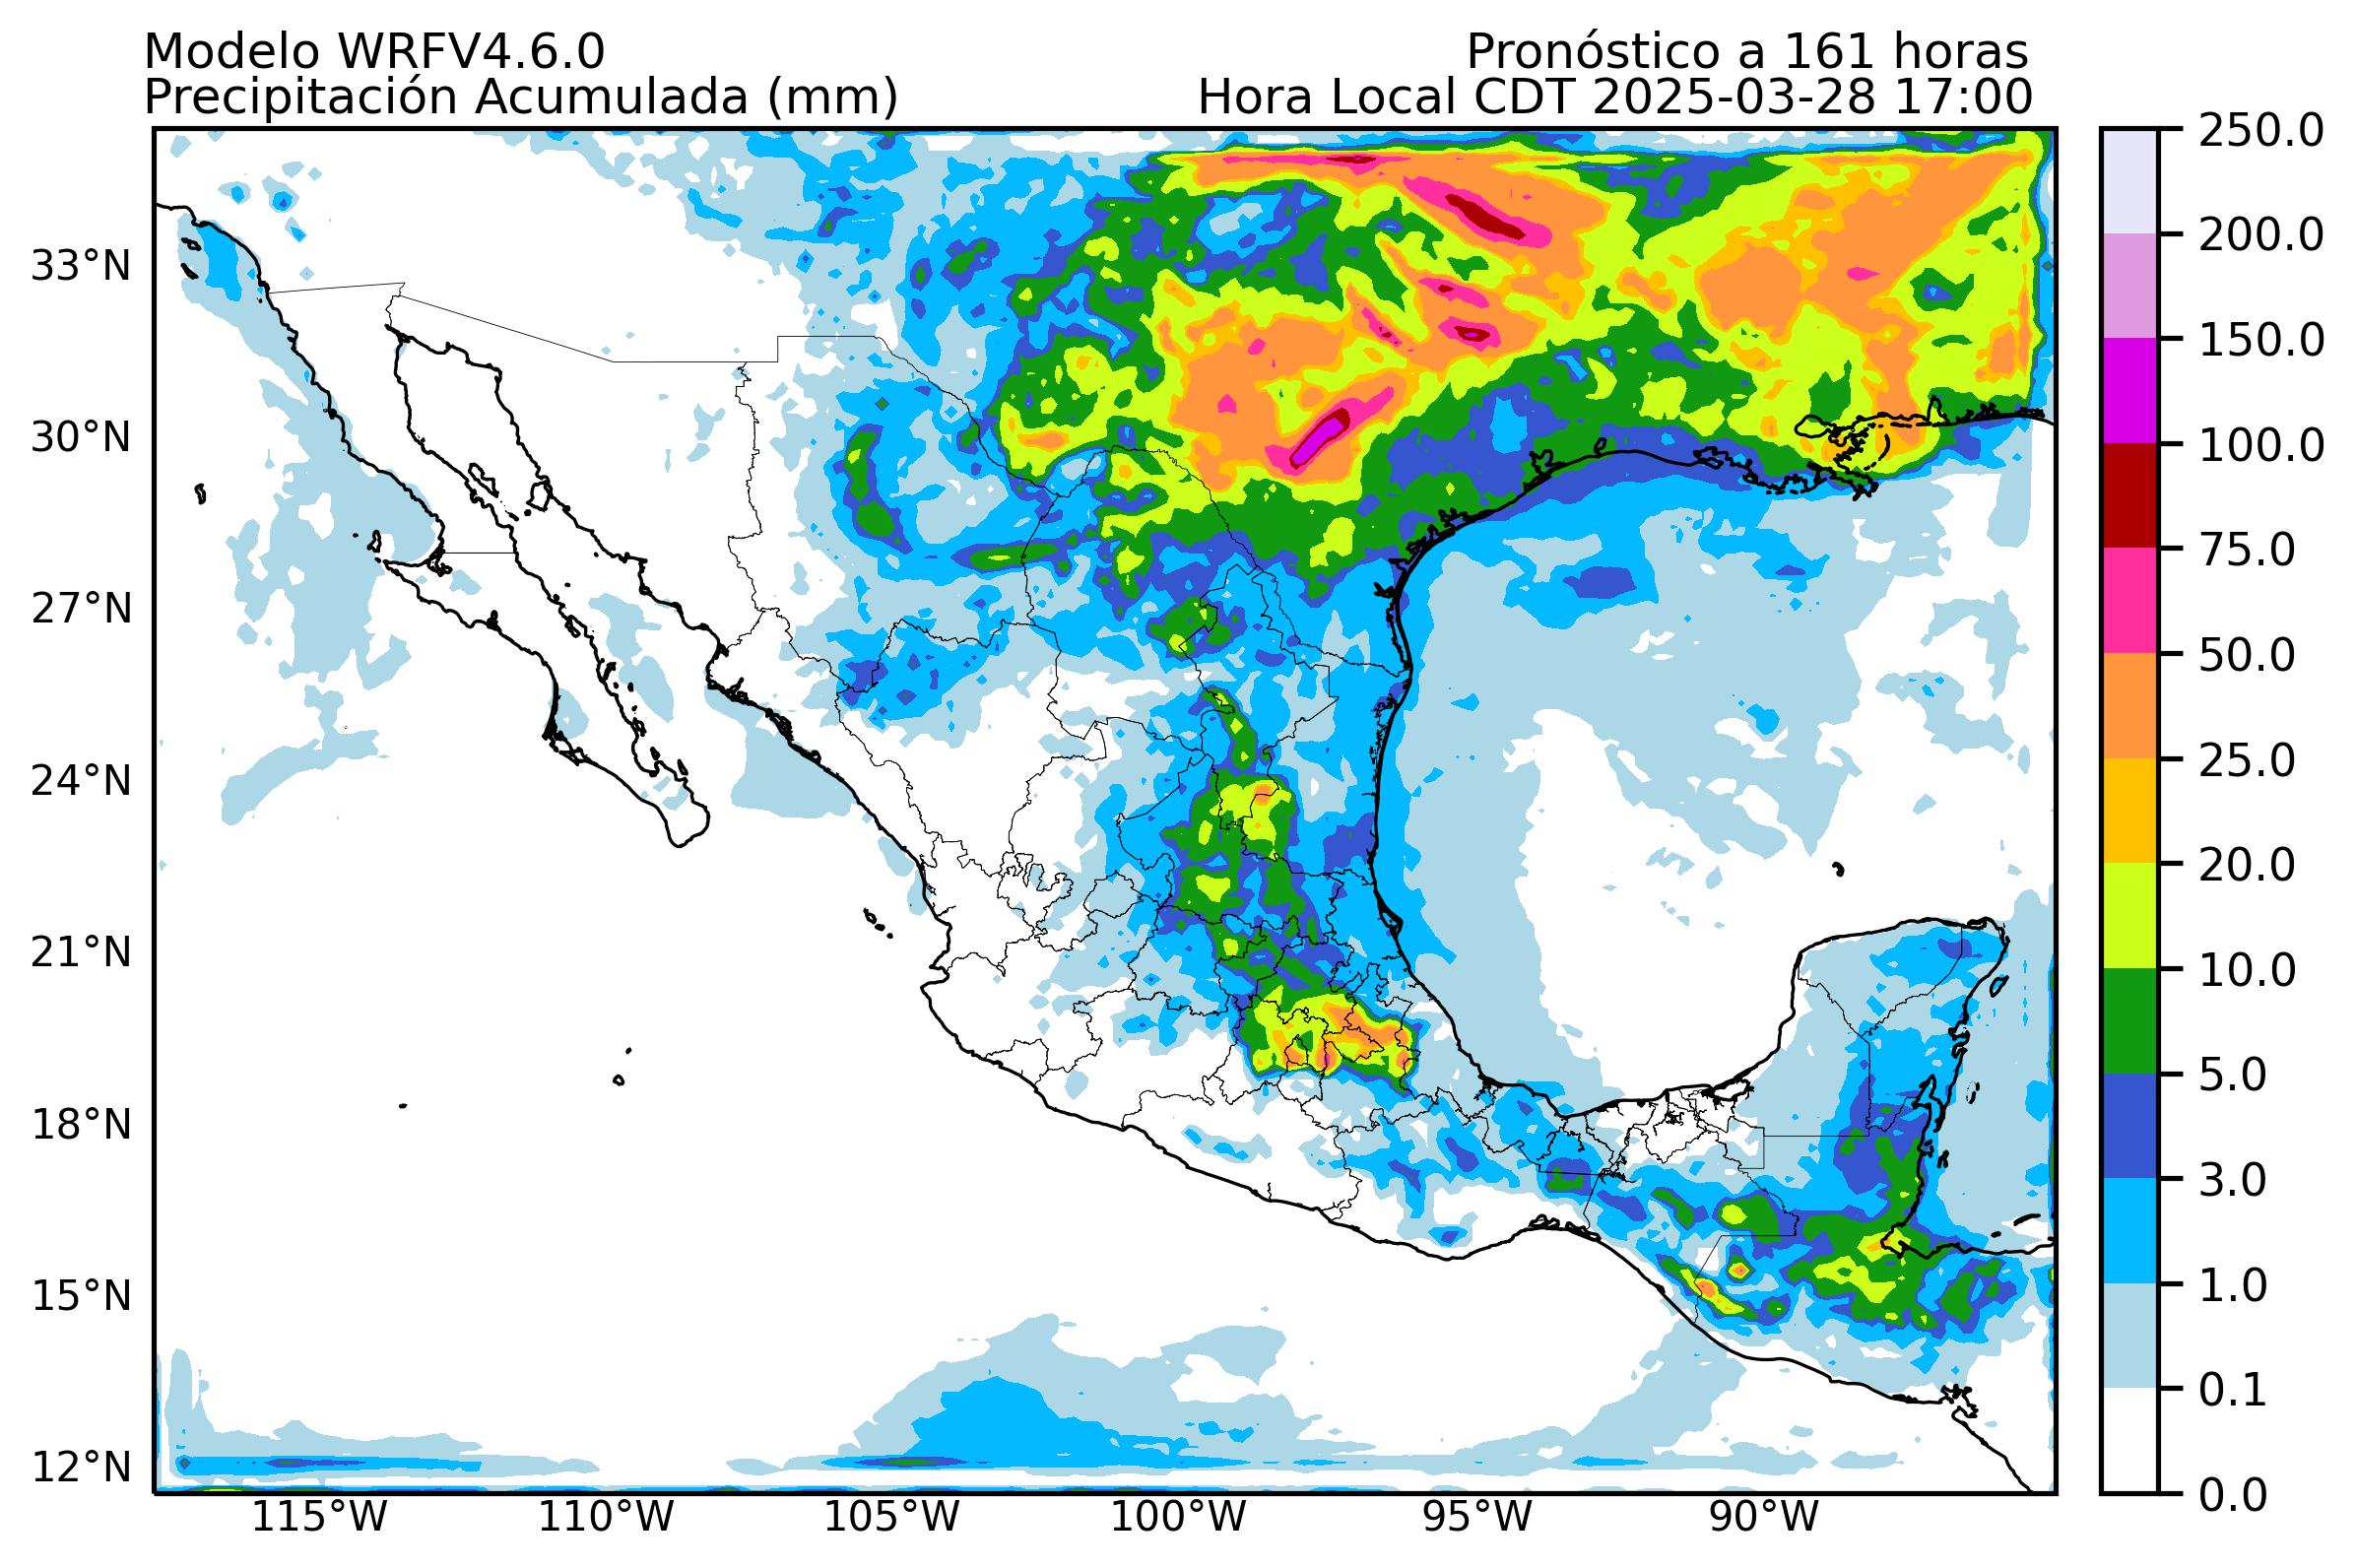 Modelo WRFV4.6.0
Pronóstico a 161 horas
Precipitación Acumulada (mm)
Hora Local CDT 2025-03-28 17:00
33°N
30°N
27°N
24°N
21°N
18°N
15°N
12°N
115°W
110°W
105°W
100°W
95°W
90°W
250.0
200.0
150.0
100.0
75.0
50.0
25.0
20.0
10.0
5.0
3.0
1.0
0.1
0.0